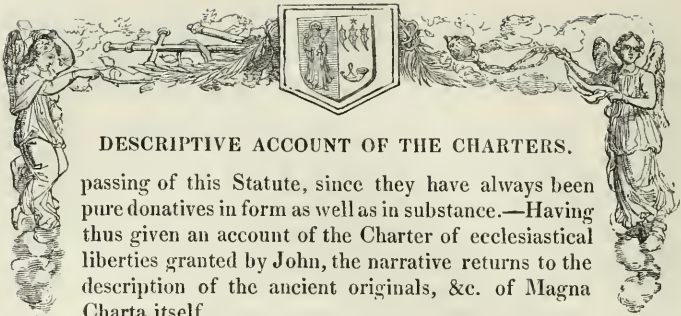 DESCRIPTIVE ACCOUNT OF THE CHARTERS.
passing of this Statute, since they have always been
pure donatives in form as well as in substance.—Having
thus given an account of the Charter of ecclesiastical
liberties granted by John, the narrative returns to the
description of the ancient originals, &c. of Magna
Charta itself